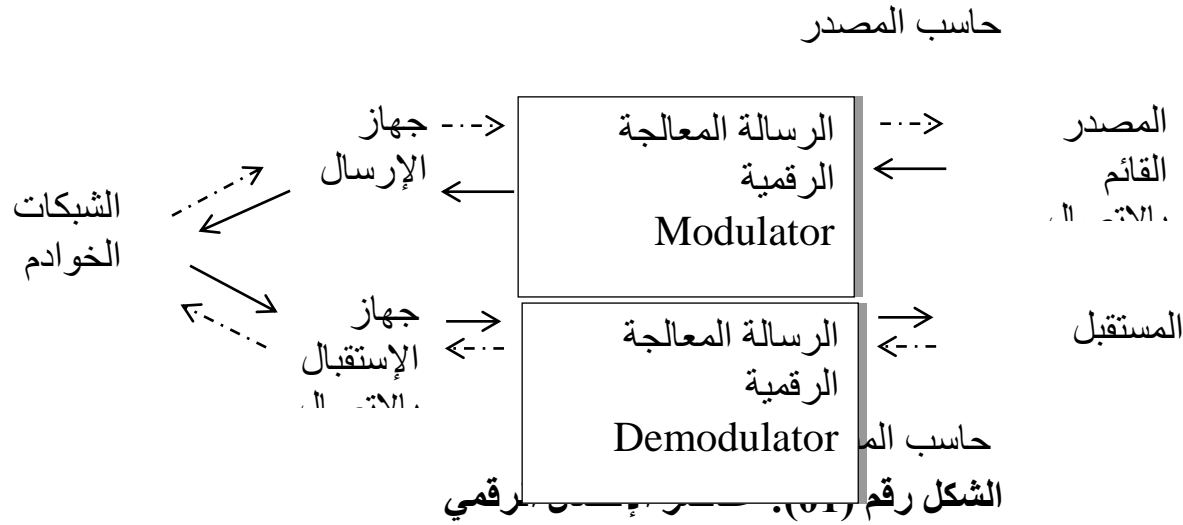 حاسب المصدر
المصدر
القائم
الرسالة المعالجة
الرقمية
Modulator
جهاز
الإرسال
الشبكات
الخوادم
المستقبل
الرسالة المعالجة
الرقمية
Demodulator
جهاز
الإستقبال
حاسب
الشكل رقم